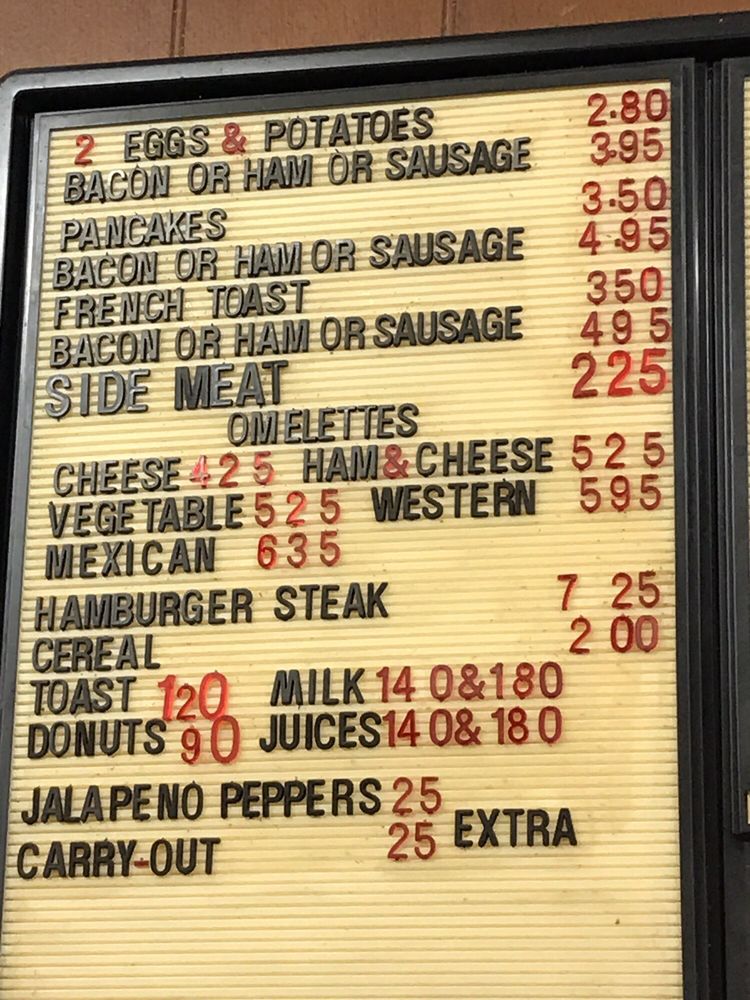 2 EGGS & POTATOES 2.80
BACON OR HAM OR SAUSAGE 3.95
PANCAKES 3.50
BACON OR HAM OR SAUSAGE 4.95
FRENCH TOAST 350
BACON OR HAM OR SAUSAGE 495
SIDE MEAT 225
OMELETTES
CHEESE 425 HAM & CHEESE 525
VEGETABLE 525 WESTERN 595
MEXICAN 635
HAMBURGER STEAK 7 25
CEREAL 2 00
TOAST 120 MILK 140 & 180
DONUTS 90 JUICES 140 & 180
JALAPENO PEPPERS 25
CARRY-OUT 25 EXTRA